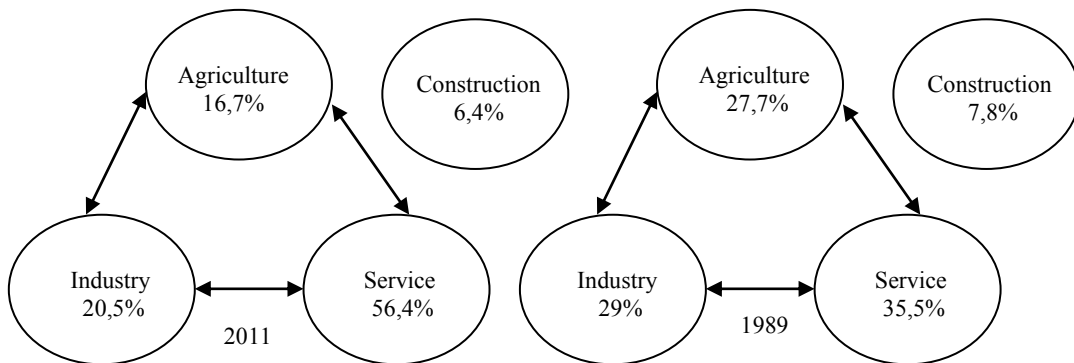 Agriculture
16,7%
Construction
6,4%
Industry
20,5%
Service
56,4%
2011
Agriculture
27,7%
Construction
7,8%
Industry
29%
Service
35,5%
1989